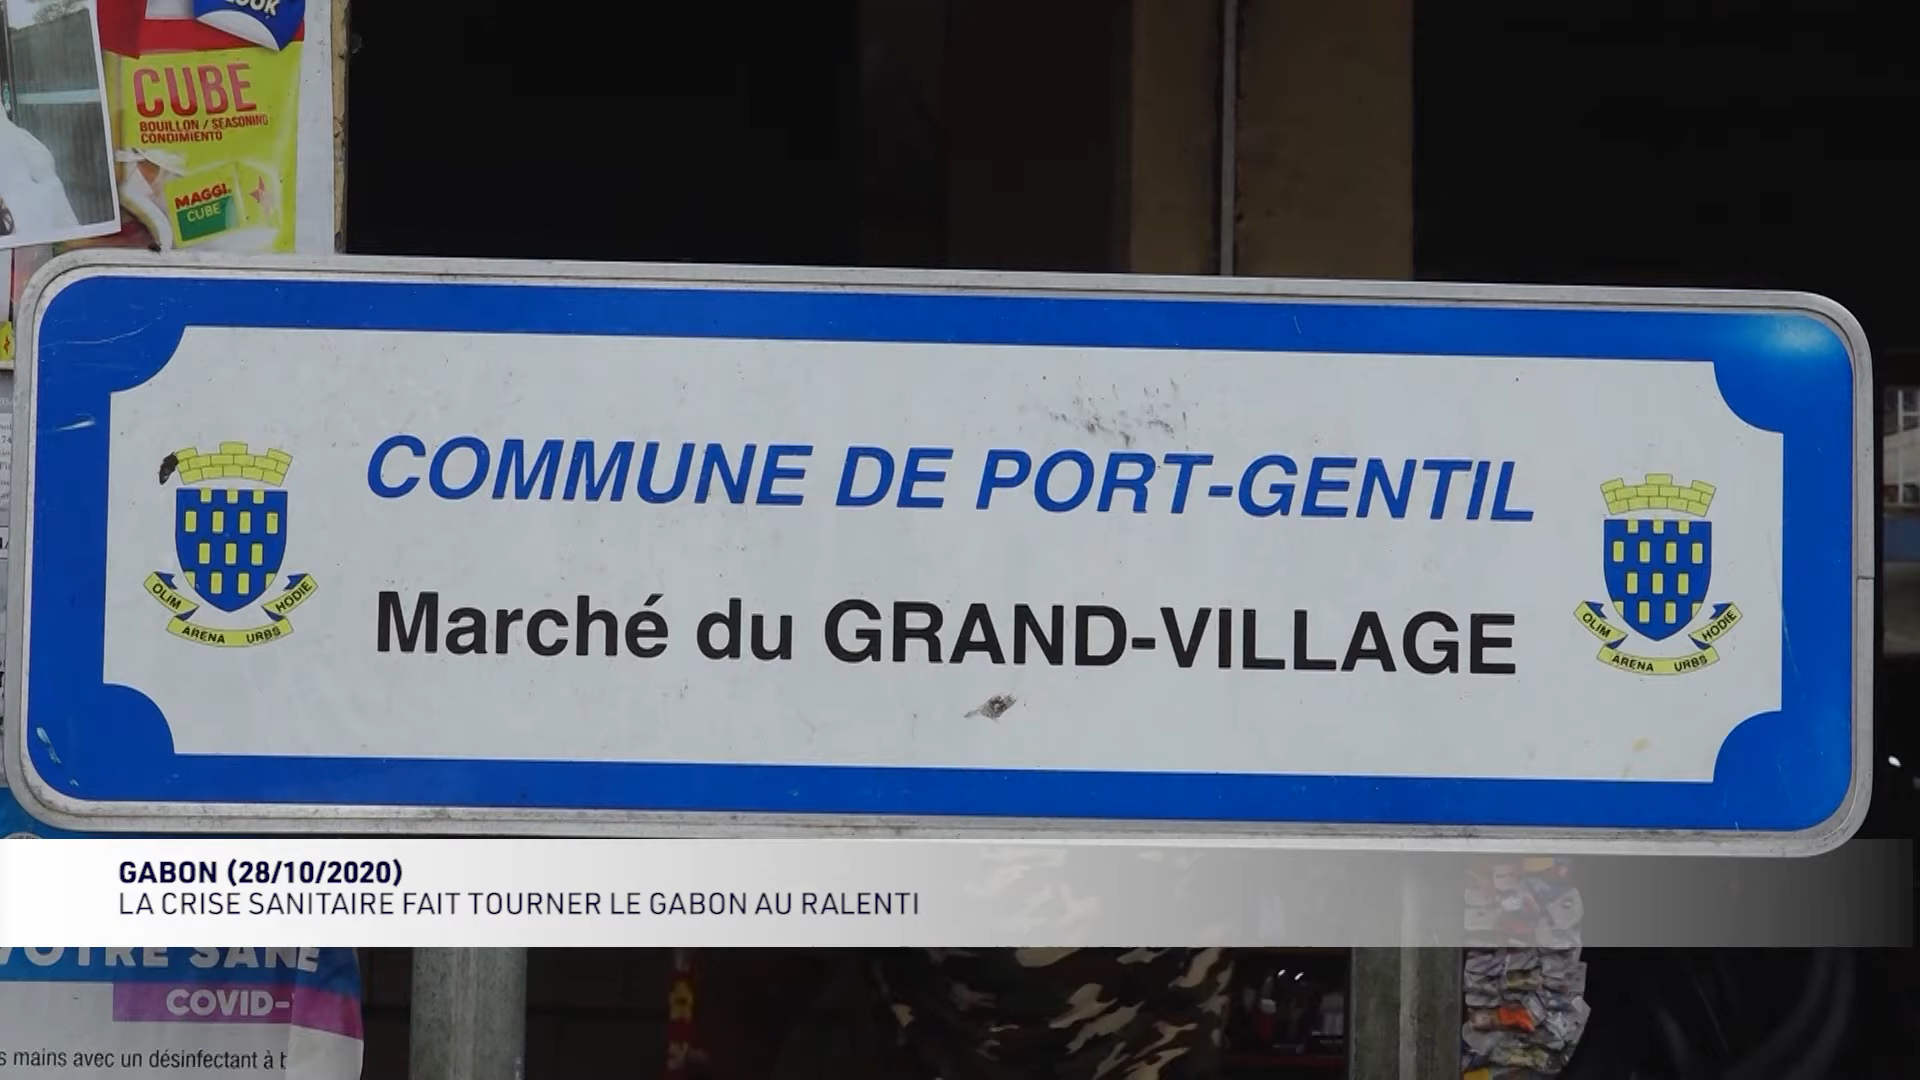 CUBE
BOUILLON / SEASONING
CONDIMIENTO
MAGGI
CUBE
COMMUNE DE PORT-GENTIL
Marché du GRAND-VILLAGE
OLIM
ARENA URBS
HODIE
OLIM
ARENA URBS
HODIE
GABON (28/10/2020)
LA CRISE SANITAIRE FAIT TOURNER LE GABON AU RALENTI
VOTRE SAN
COVID-
mains avec un désinfectant à